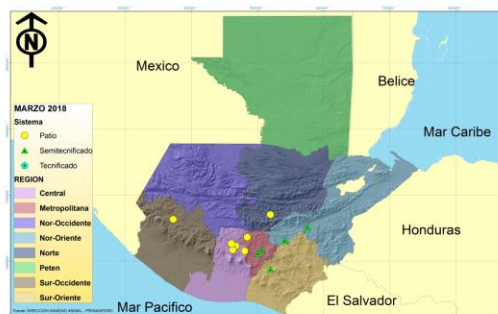 N
Mexico
Belice
Mar Caribe
Honduras
El Salvador
Mar Pacifico
MARZO 2018
Sistema
Patio
Semitecnificado
Tecnificado
REGION
Central
Metropolitana
Nor-Occidente
Nor-Oriente
Norte
Peten
Sur-Occidente
Sur-Oriente